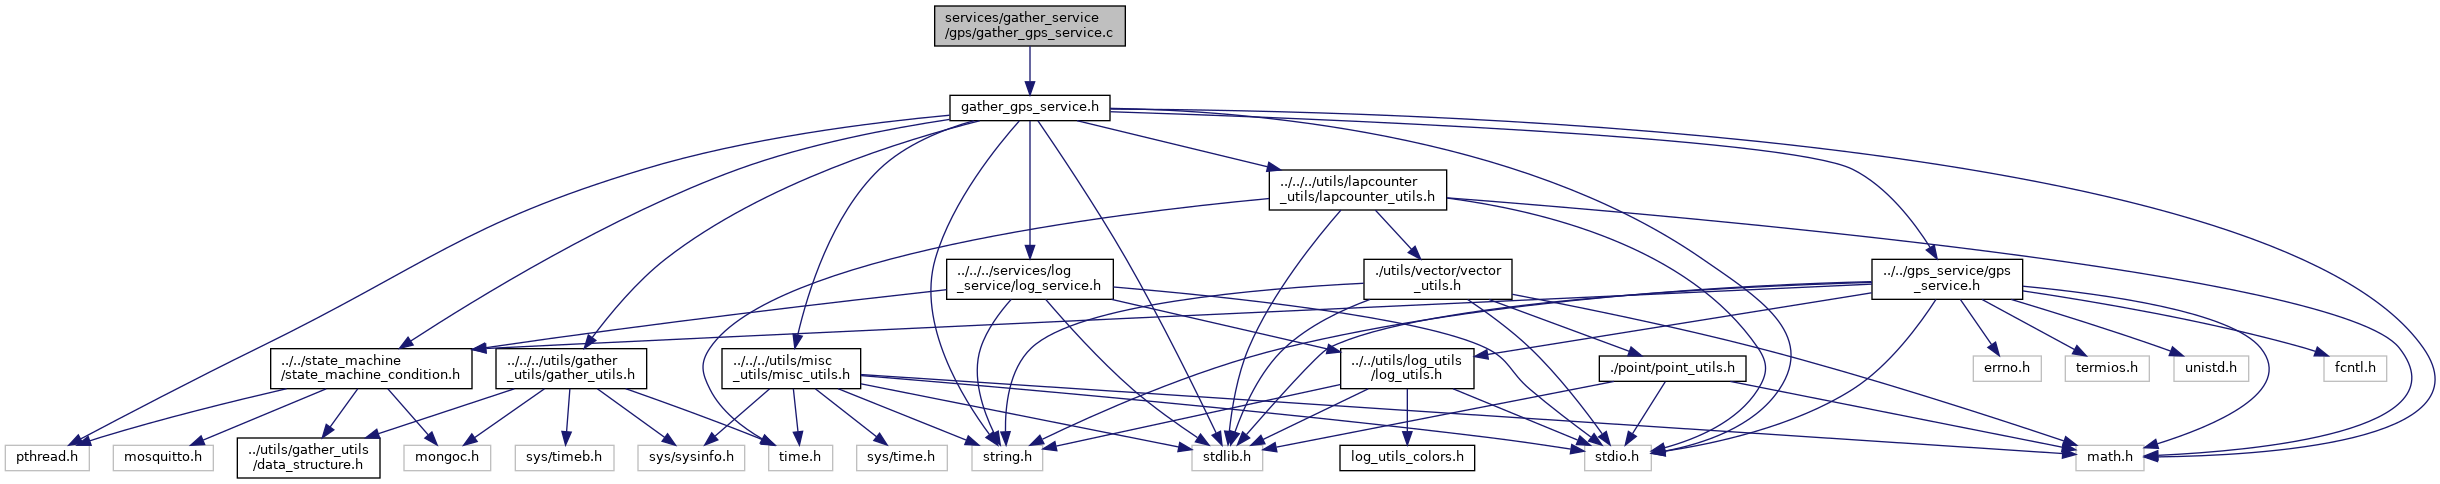 services/gather_service
/gps/gather_gps_service.c
gather_gps_service.h
../../../utils/lapcounter
_utils/lapcounter_utils.h
../../../services/log
_service/log_service.h
./utils/vector/vector
_utils.h
../../gps_service/gps
_service.h
../../state_machine
/state_machine_condition.h
../../../utils/gather
_utils/gather_utils.h
../../../utils/misc
_utils/misc_utils.h
../../utils/log_utils
/log_utils.h
./point/point_utils.h
errno.h
termios.h
unistd.h
fcntl.h
pthread.h
mosquitto.h
../utils/gather_utils
/data_structure.h
mongoc.h
sys/timeb.h
sys/sysinfo.h
time.h
sys/time.h
string.h
stdlib.h
log_utils_colors.h
stdio.h
math.h